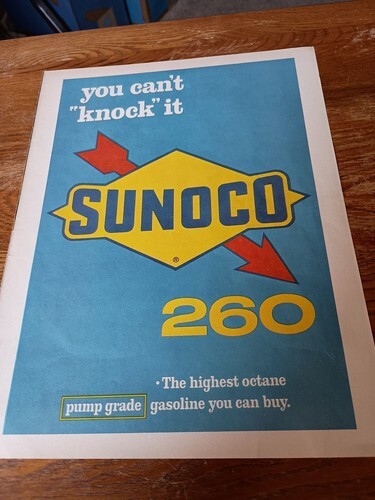 you can't
"knock" it
SUNOCO
®
260
•The highest octane
pump grade gasoline you can buy.